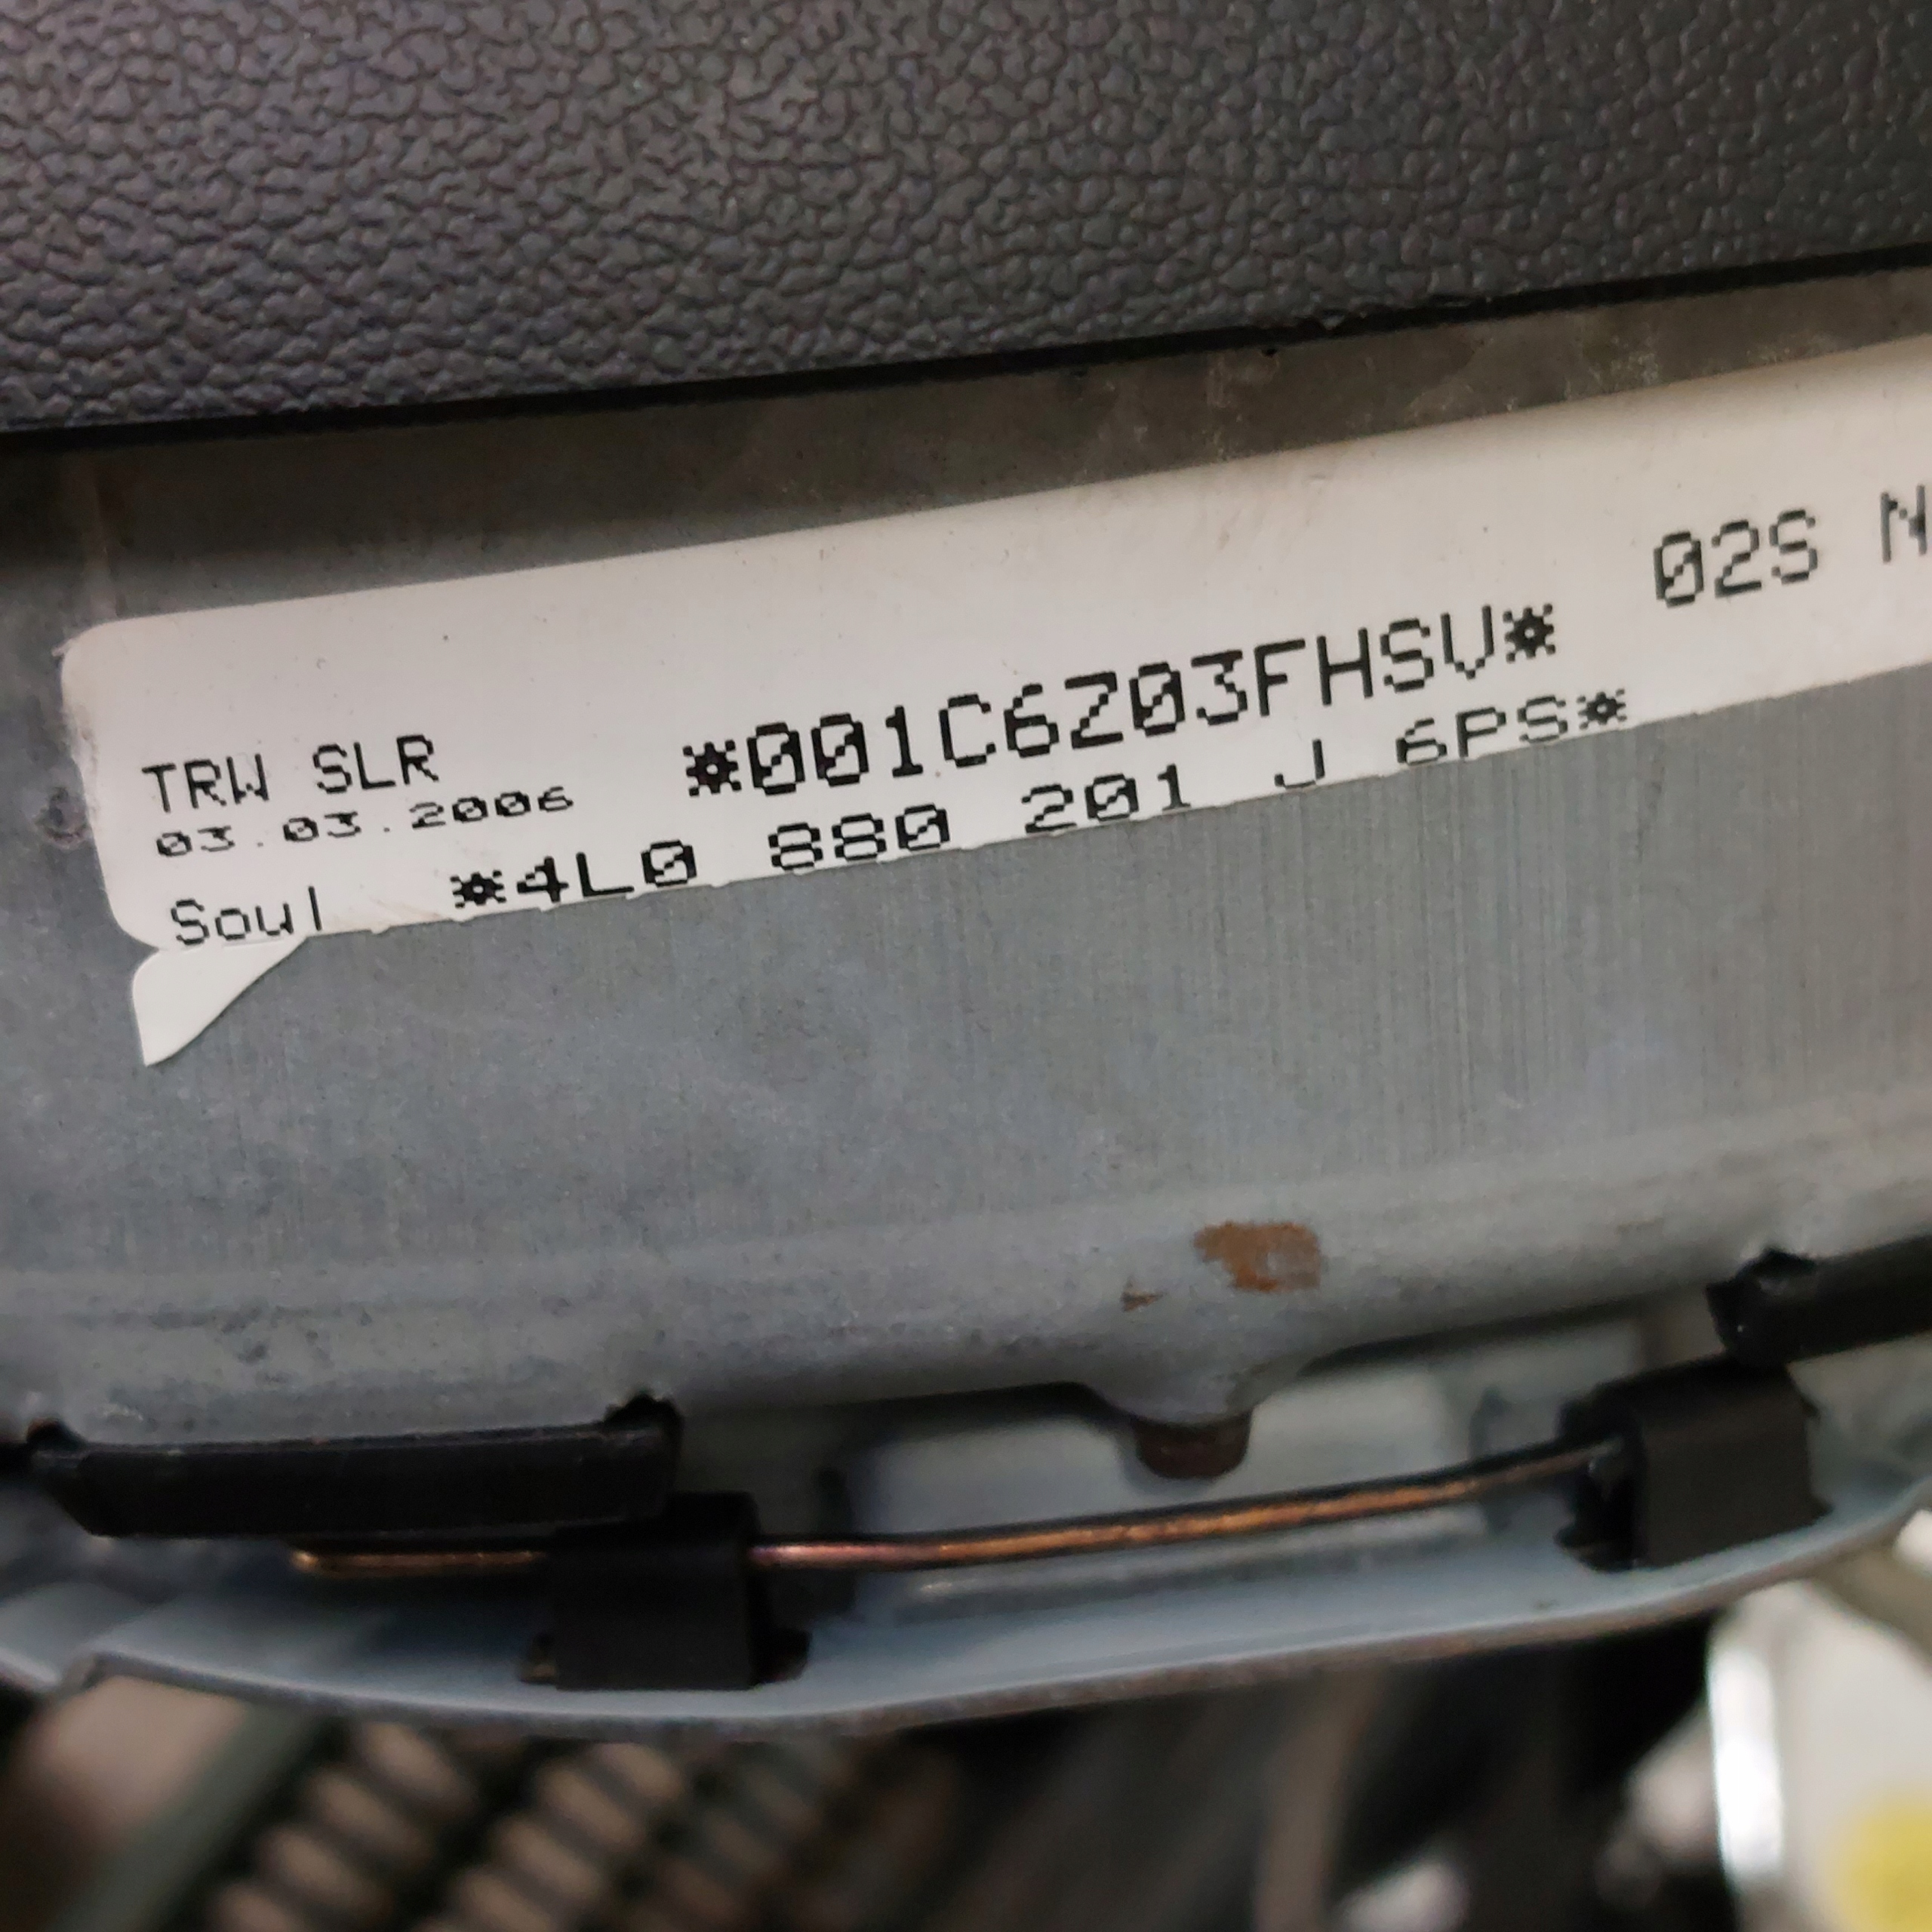 TRW SLR *001C6Z03FHSV* 02S N
03.03.2006
Soul *4L0 880 201 J 6PS*